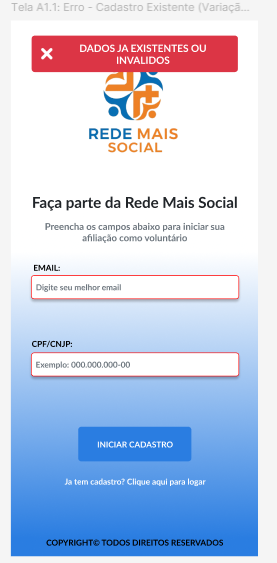 Tela A1.1: Erro - Cadastro Existente (Variaçã...
DADOS JA EXISTENTES OU
INVALIDOS
REDE MAIS
SOCIAL
Faça parte da Rede Mais Social
Preencha os campos abaixo para iniciar sua
afiliação como voluntário
EMAIL:
Digite seu melhor email
CPF/CNJP:
Exemplo: 000.000.000-00
INICIAR CADASTRO
Ja tem cadastro? Clique aqui para logar
COPYRIGHT© TODOS DIREITOS RESERVADOS